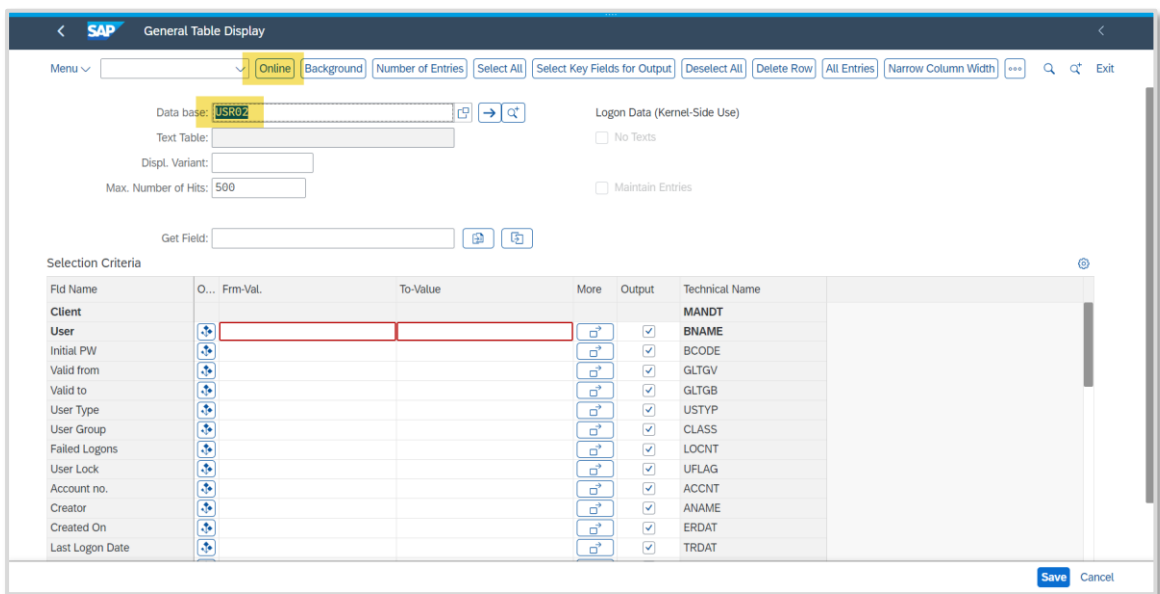 SAP General Table Display
Menu Online Background Number of Entries Select All Select Key Fields for Output Deselect All Delete Row All Entries Narrow Column Width Exit
Data base: USR02 Logon Data (Kernel-Side Use)
Text Table: No Texts
Displ. Variant:
Max. Number of Hits: 500 Maintain Entries
Get Field:
Selection Criteria
Fld Name O... Frm-Val. To-Value More Output Technical Name
Client MANDT
User BNAME
Initial PW BCODE
Valid from GLTGV
Valid to GLTGB
User Type USTYP
User Group CLASS
Failed Logons LOCNT
User Lock UFLAG
Account no. ACCNT
Creator ANAME
Created On ERDAT
Last Logon Date TRDAT
Save Cancel